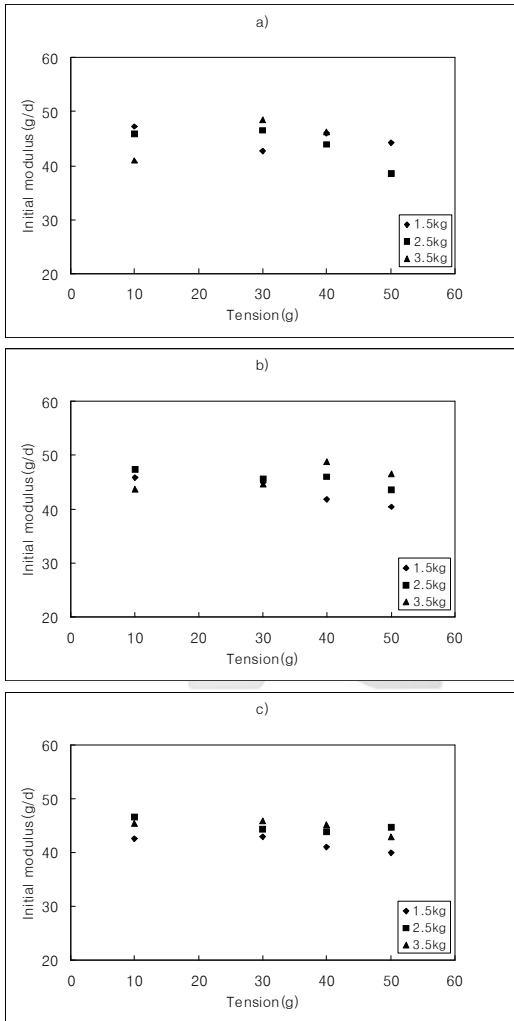 a)
60
50
40
30
20
Initial modulus(g/d)
1.5kg
2.5kg
3.5kg
0 10 20 30 40 50 60
Tension(g)
b)
60
50
40
30
20
Initial modulus(g/d)
1.5kg
2.5kg
3.5kg
0 10 20 30 40 50 60
Tension(g)
c)
60
50
40
30
20
Initial modulus(g/d)
1.5kg
2.5kg
3.5kg
0 10 20 30 40 50 60
Tension(g)